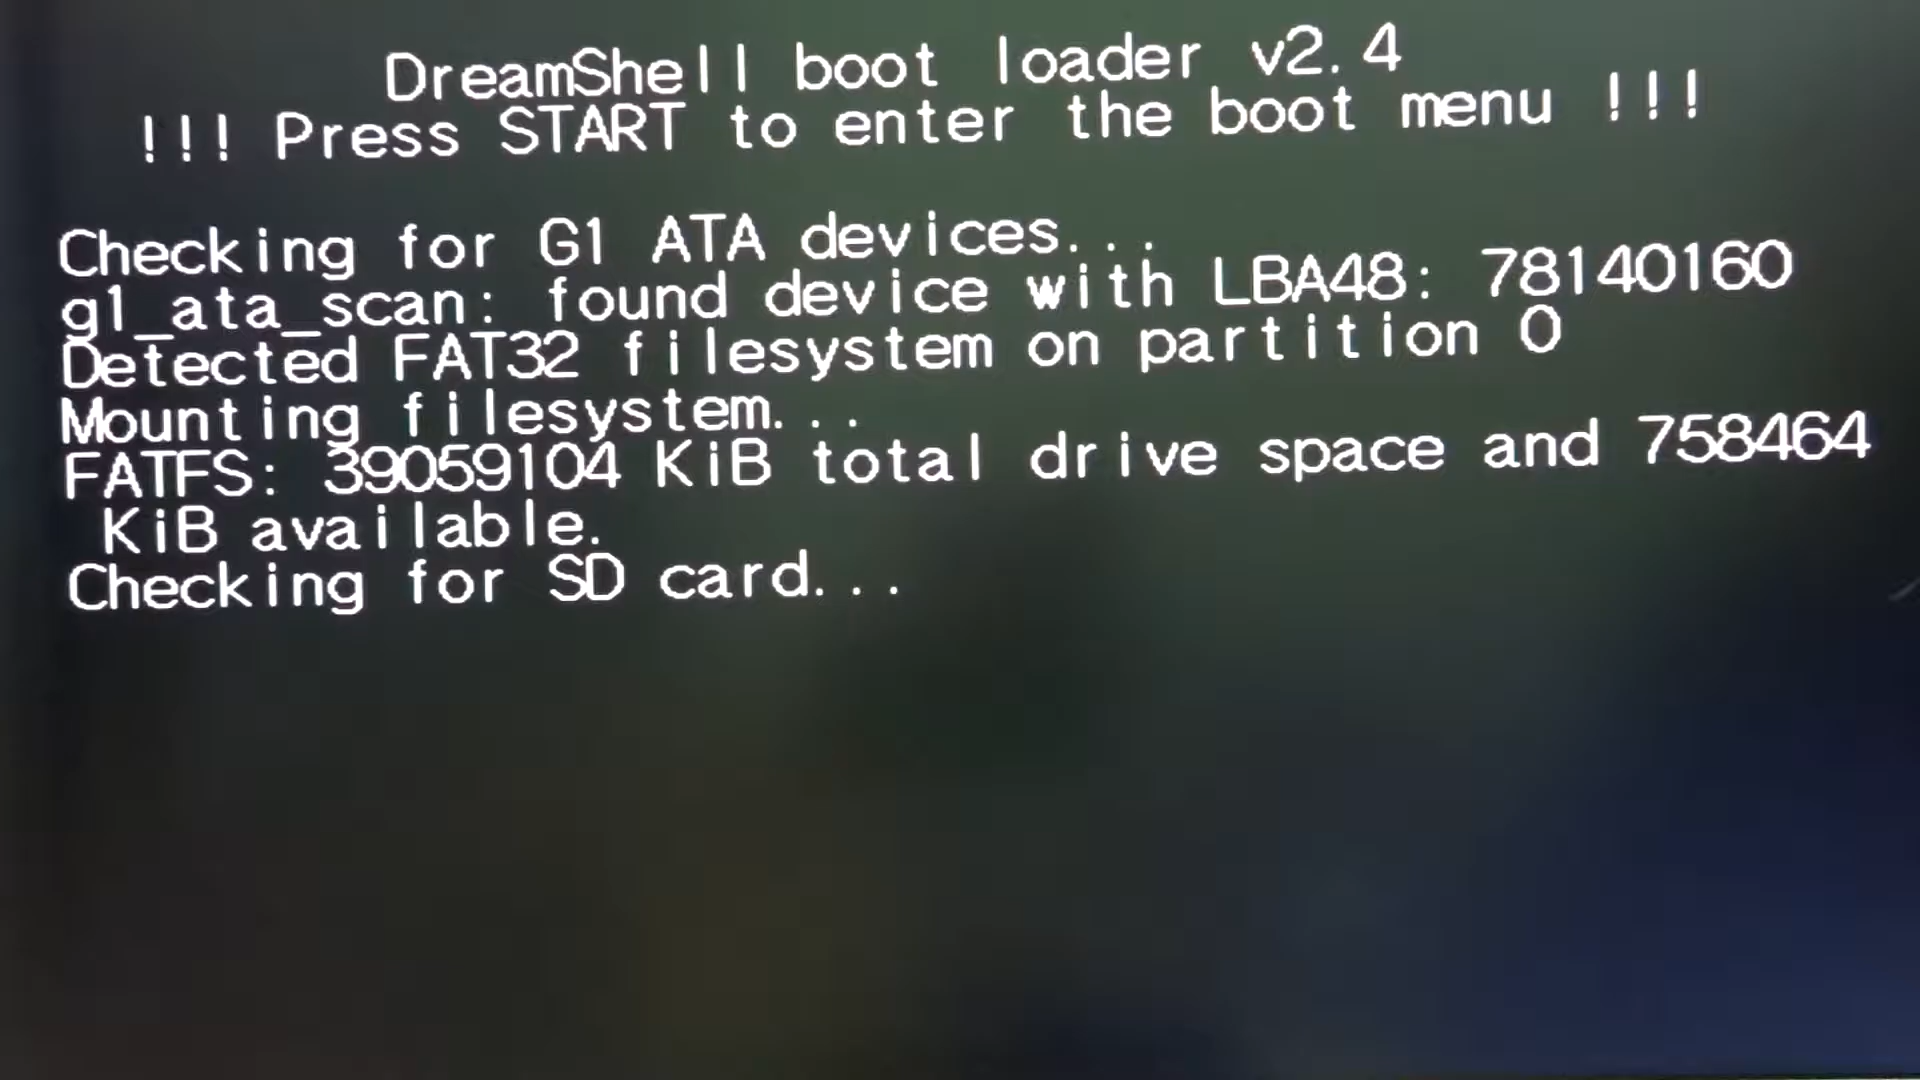 DreamShell boot loader v2.4
!!! Press START to enter the boot menu !!!
Checking for G1 ATA devices...
g1_ata_scan: found device with LBA48: 78140160
Detected FAT32 filesystem on partition 0
Mounting filesystem...
FATFS: 39059104 KiB total drive space and 758464
KiB available.
Checking for SD card...